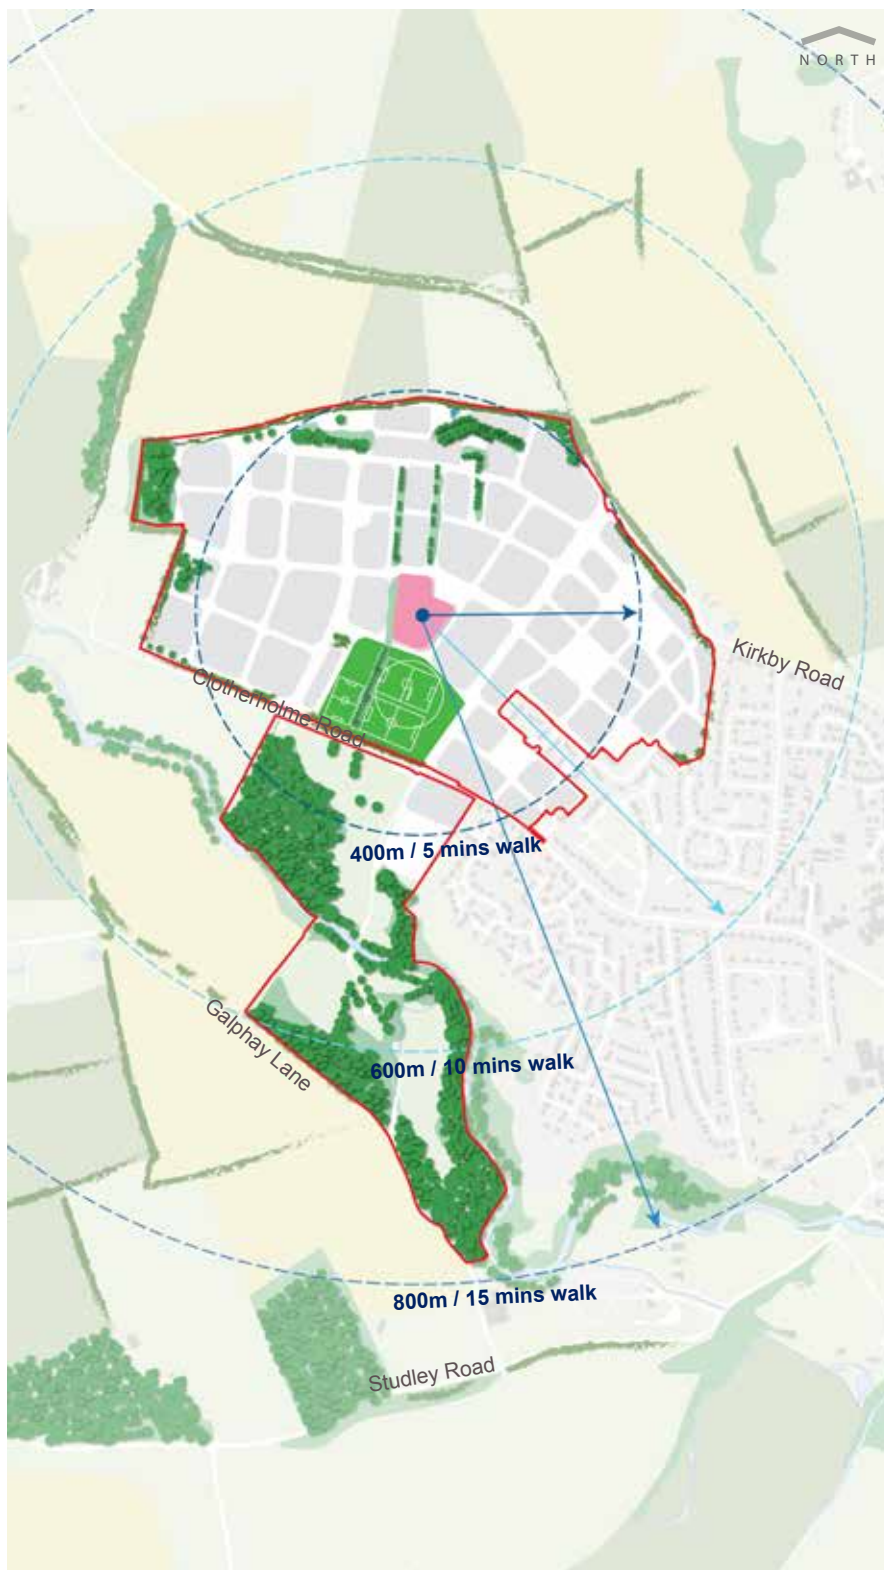 NORTH
Kirkby Road
Clotherholme Road
400m / 5 mins walk
Galphay Lane
600m / 10 mins walk
800m / 15 mins walk
Studley Road